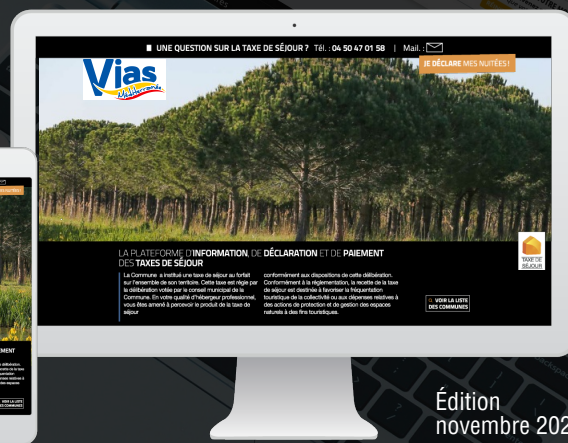 ■ UNE QUESTION SUR LA TAXE DE SÉJOUR ? Tél. : 04 50 47 01 58 | Mail. :
JE DÉCLARE MES NUITÉES !
Vias
Méditerranée
LA PLATEFORME D'INFORMATION, DE DÉCLARATION ET DE PAIEMENT
DES TAXES DE SÉJOUR
La Commune a institué une taxe de séjour au forfait
sur l'ensemble de son territoire. Cette taxe est régie par
la délibération votée par le conseil municipal de la
Commune. En votre qualité d'hébergeur professionnel,
vous êtes amené à percevoir le produit de la taxe de
séjour
conformément aux dispositions de cette délibération.
Conformément à la réglementation, la recette de la taxe
de séjour est destinée à favoriser la fréquentation
touristique de la collectivité ou aux dépenses relatives à
des actions de protection et de gestion des espaces
naturels à des fins touristiques.
TAXE DE
SÉJOUR
VOIR LA LISTE
DES COMMUNES
VOIR LA LISTE
DES COMMUNES
Édition
novembre 202